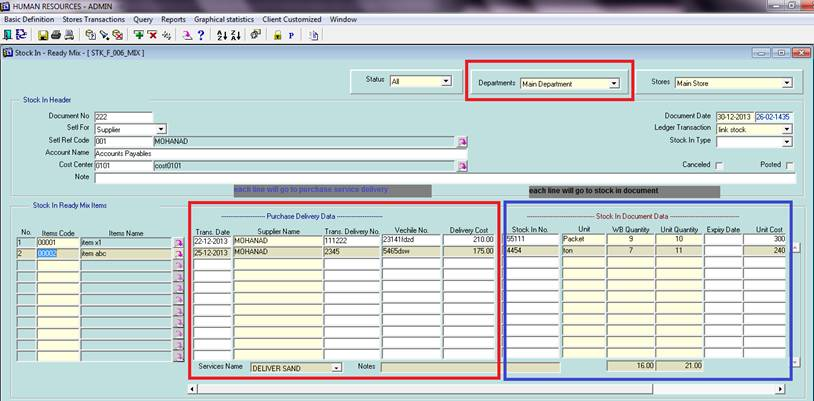 HUMAN RESOURCES - ADMIN
Basic Definition Stores Transactions Query Reports Graphical statistics Client Customized Window
Stock In - Ready Mix - [ STK_F_006_MIX ]
Status All Departments Main Department Stores Main Store
Stock In Header
Document No 222 Document Date 30-12-2013 26-02-1435
Setl For Supplier Ledger Transaction link stock
Setl Ref Code 001 MOHANAD Stock In Type
Account Name Accounts Payables
Cost Center 0101 cost0101 Canceled Posted
Note
each line will go to purchase service delivery each line will go to stock in document
Stock In Ready Mix Items
Purchase Delivery Data Stock In Document Data
No. Items Code Items Name Trans. Date Supplier Name Trans. Delivery No. Vechile No. Delivery Cost Stock In No. Unit WB Quantity Unit Quantity Expiry Date Unit Cost
1 00001 item x1 22-12-2013 MOHANAD 111222 23141fdzd 210.00 55111 Packet 9 10 300
2 00002 item abc 25-12-2013 MOHANAD 2345 5465dsw 175.00 4454 ton 7 11 240
Services Name DELIVER SAND Notes 16.00 21.00